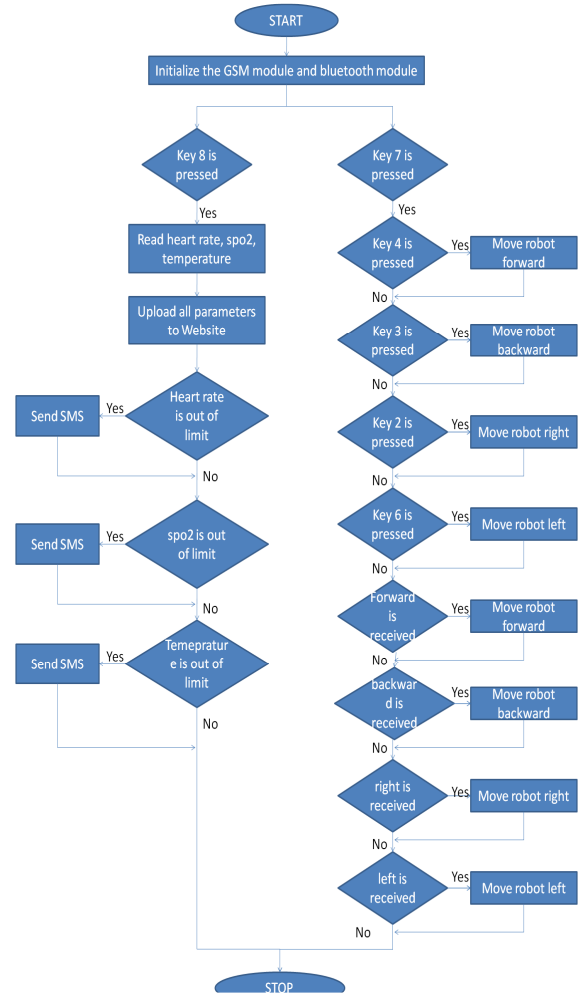 START
Initialize the GSM module and bluetooth module
Key 8 is
pressed
Yes
Read heart rate, spo2,
temperature
Upload all parameters
to Website
Heart rate
is out of
limit
Yes
Send SMS
No
spo2 is out
of limit
Yes
Send SMS
No
Temepratur
e is out of
limit
Yes
Send SMS
No
Key 7 is
pressed
Yes
Key 4 is
pressed
Yes
Move robot
forward
No
Key 3 is
pressed
Yes
Move robot
backward
No
Key 2 is
pressed
Yes
Move robot right
No
Key 6 is
pressed
Yes
Move robot left
No
Forward
is
received
Yes
Move robot
forward
No
backwar
d is
received
Yes
Move robot
backward
No
right is
received
Yes
Move robot right
No
left is
received
Yes
Move robot left
No
STOP